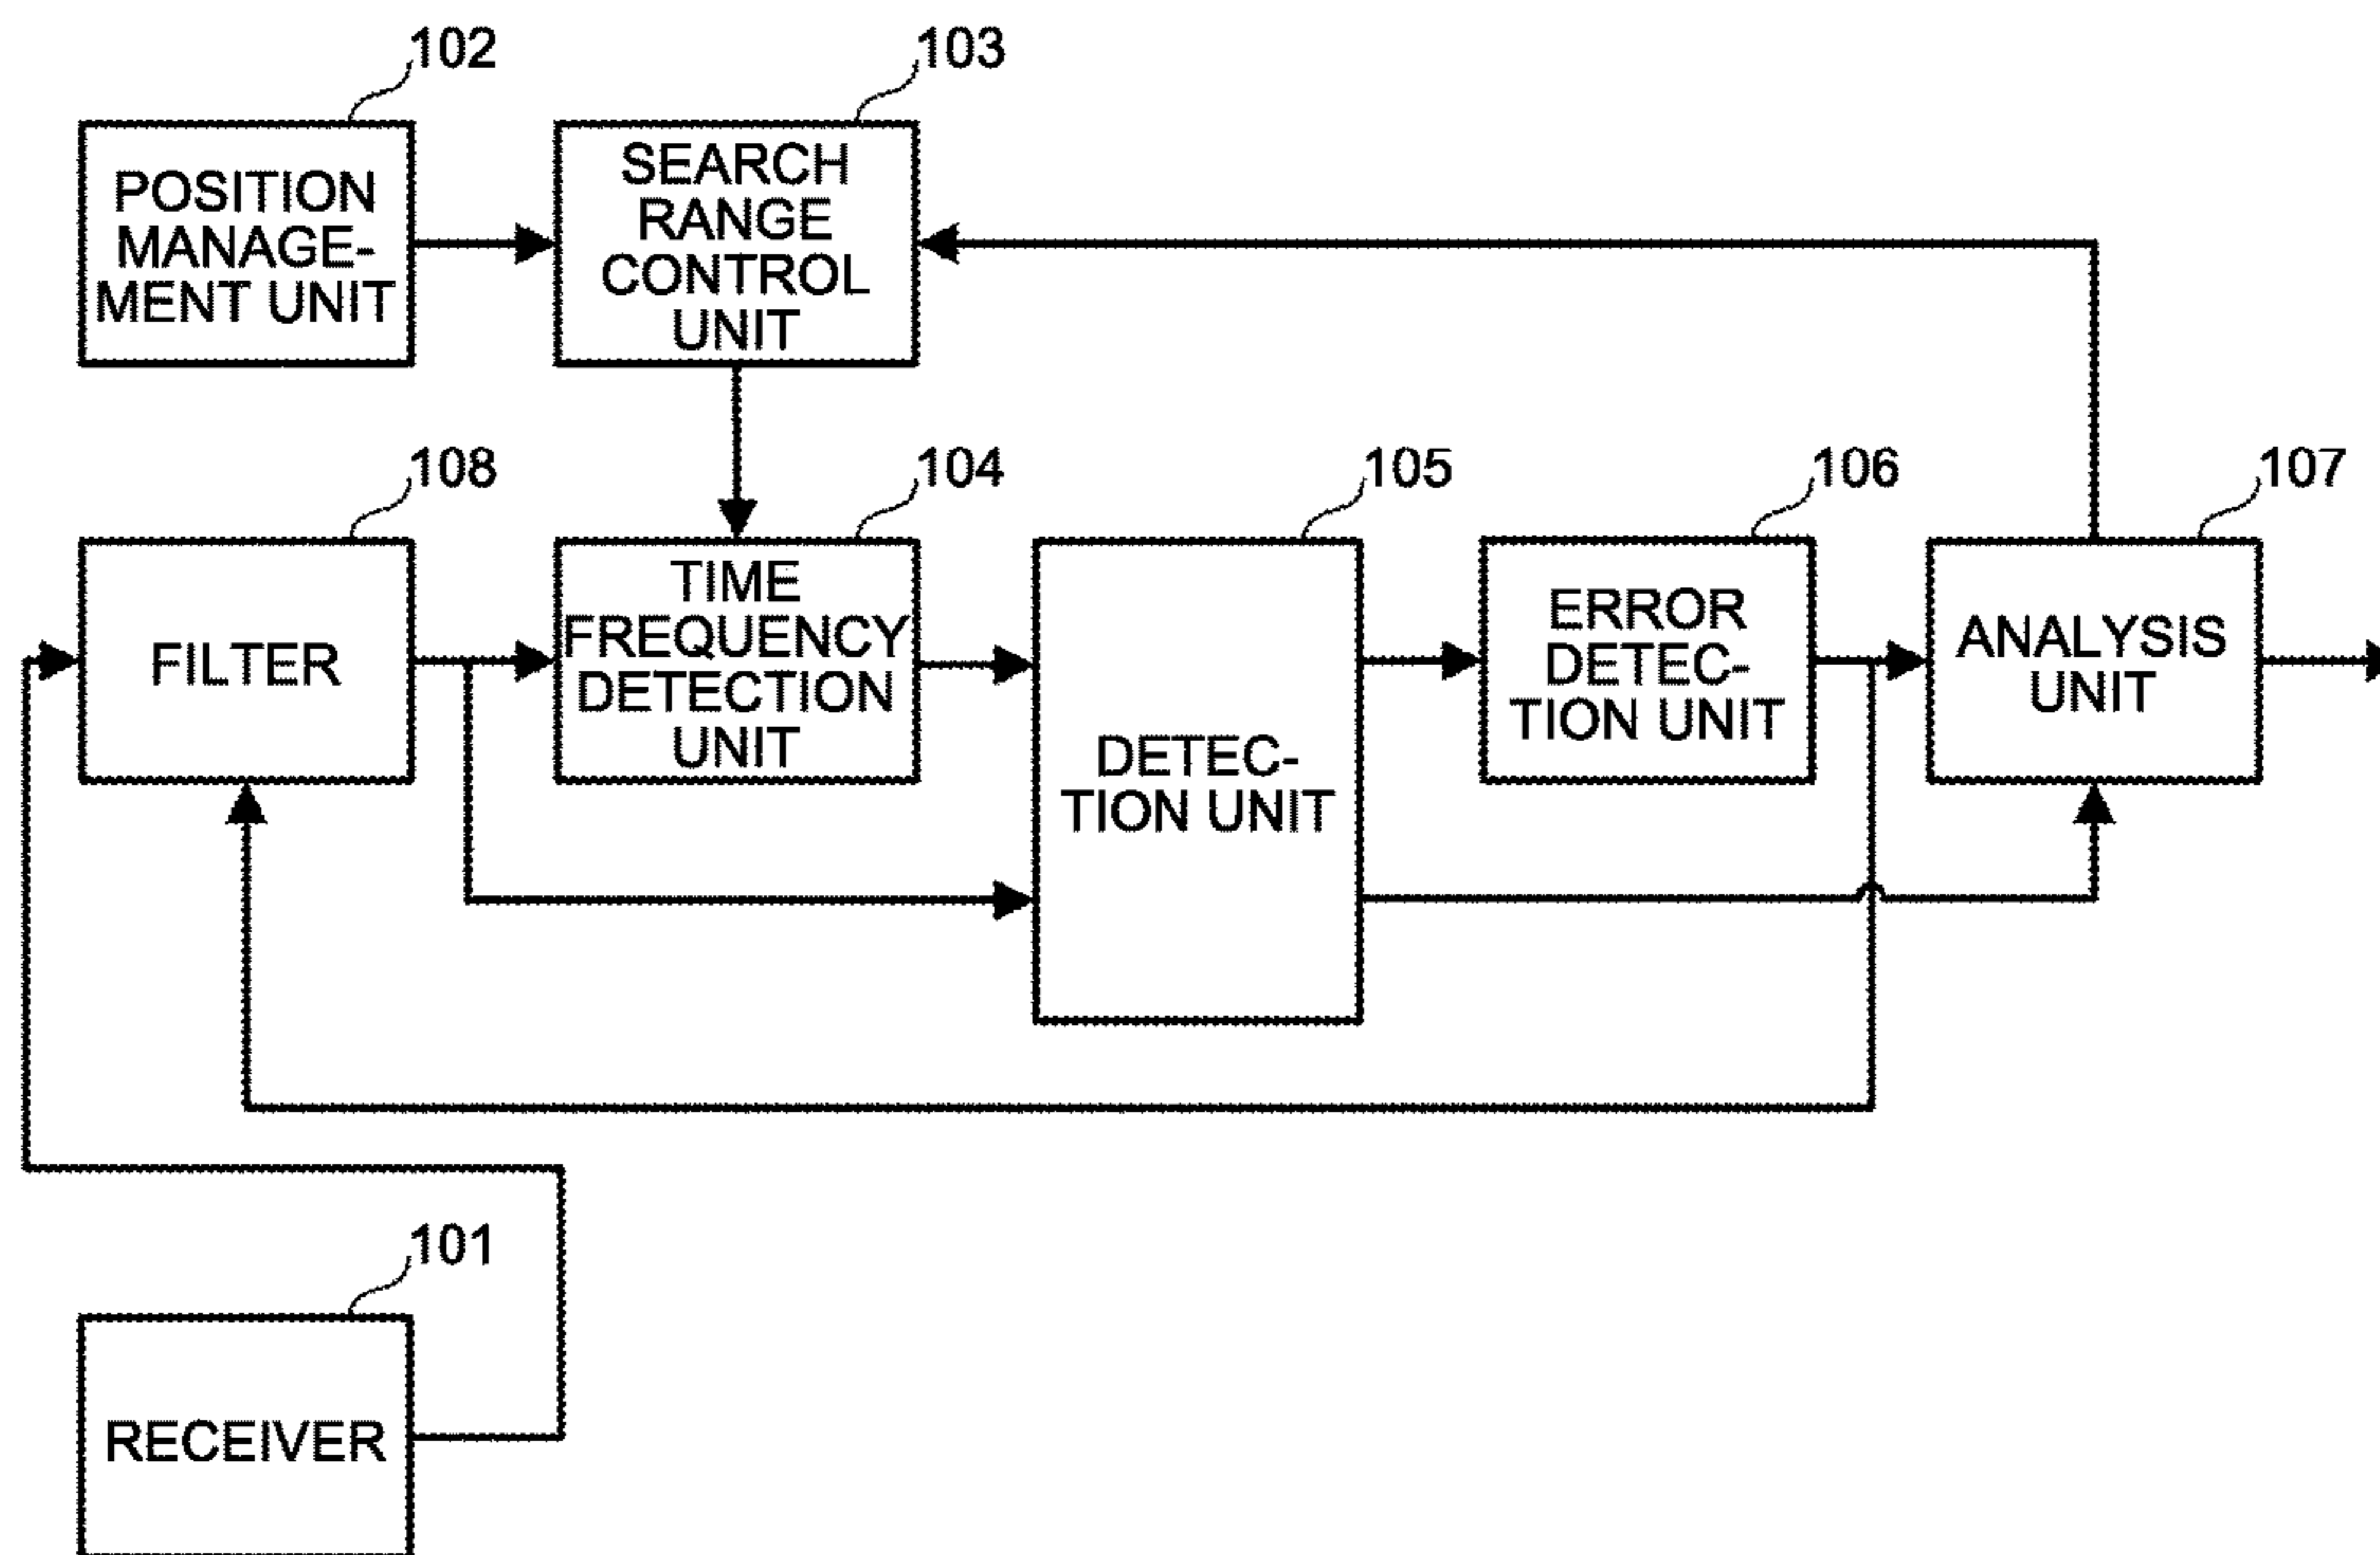 102
103
POSITION
MANAGE-
MENT UNIT
SEARCH
RANGE
CONTROL
UNIT
108
104
105
106
107
FILTER
TIME
FREQUENCY
DETECTION
UNIT
DETEC-
TION UNIT
ERROR
DETEC-
TION UNIT
ANALYSIS
UNIT
101
RECEIVER